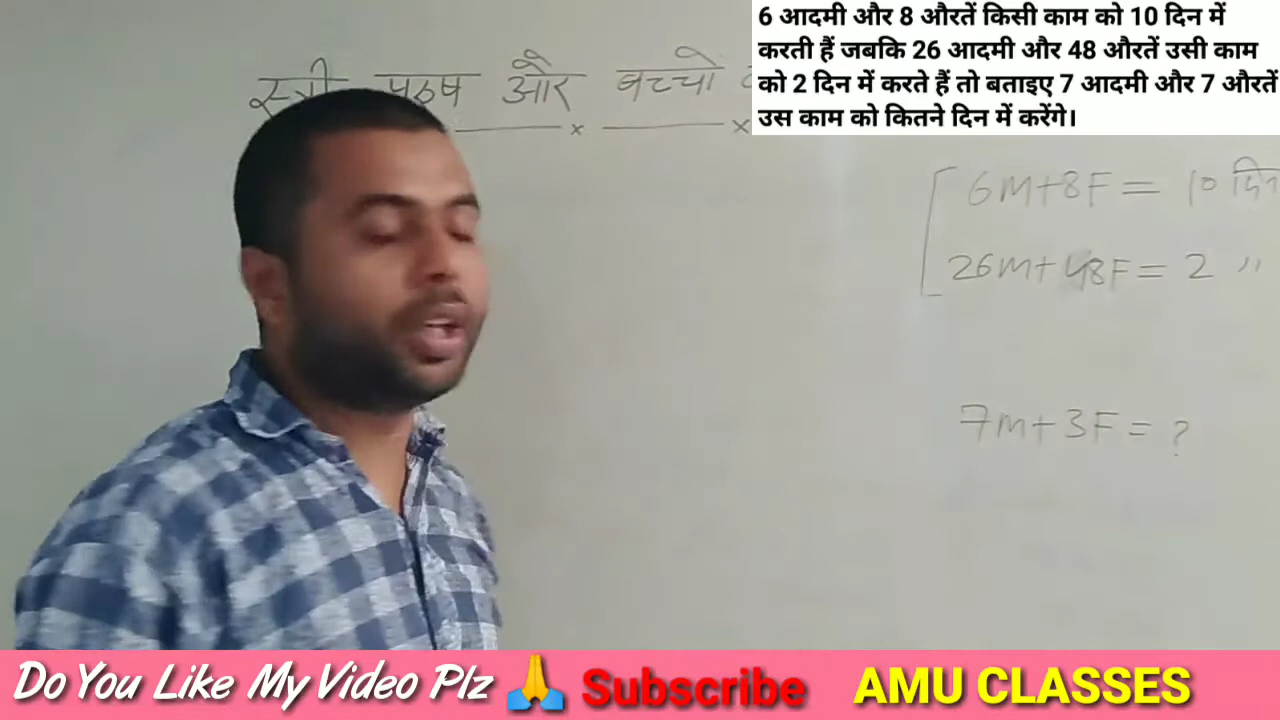 6 आदमी और 8 औरतें किसी काम को 10 दिन में
करती हैं जबकि 26 आदमी और 48 औरतें उसी काम
को 2 दिन में करते हैं तो बताइए 7 आदमी और 7 औरतें
उस काम को कितने दिन में करेंगे।
स्त्री पुरुष और बच्चो
6M+8F = 10 दिन
26M+48F = 2 "
7M+3F = ?
Do You Like My Video Plz 🙏 Subscribe AMU CLASSES